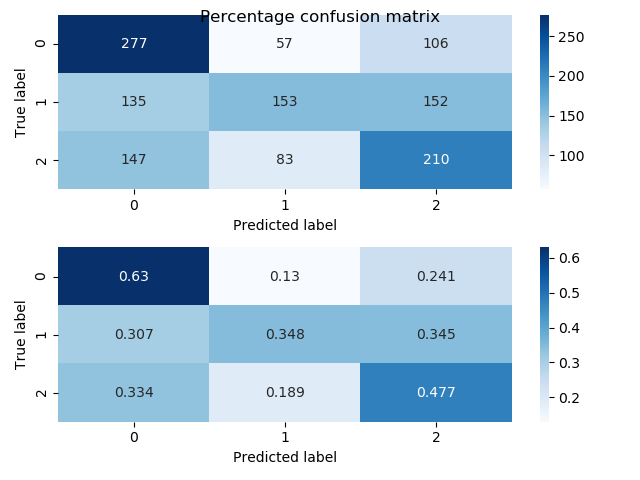 Percentage confusion matrix
True label
0 277 57 106
1 135 153 152
2 147 83 210
0 1 2
Predicted label
250
200
150
100
True label
0 0.63 0.13 0.241
1 0.307 0.348 0.345
2 0.334 0.189 0.477
0 1 2
Predicted label
0.6
0.5
0.4
0.3
0.2